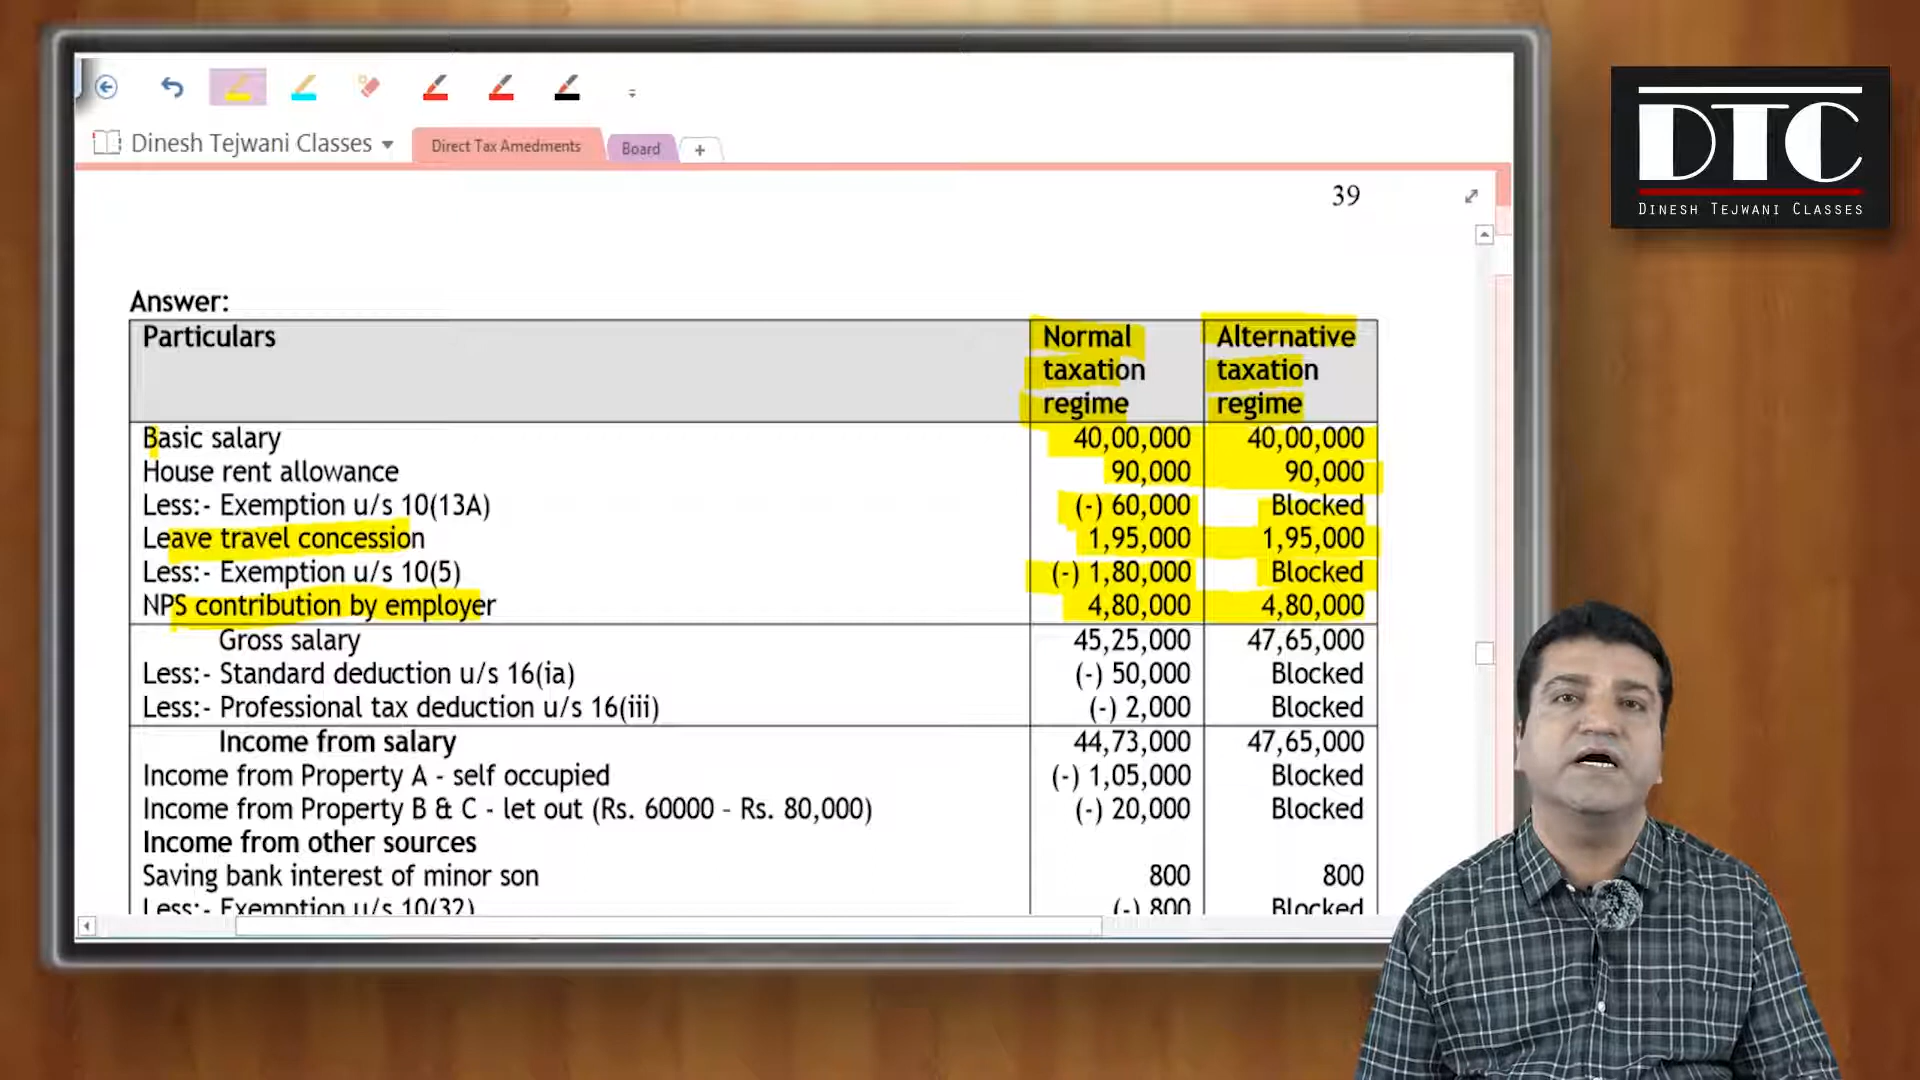 Dinesh Tejwani Classes
Direct Tax Amedments
Board
DTC
DINESH TEJWANI CLASSES
39
Answer:
Particulars Normal taxation regime Alternative taxation regime
Basic salary 40,00,000 40,00,000
House rent allowance 90,000 90,000
Less:- Exemption u/s 10(13A) (-) 60,000 Blocked
Leave travel concession 1,95,000 1,95,000
Less:- Exemption u/s 10(5) (-) 1,80,000 Blocked
NPS contribution by employer 4,80,000 4,80,000
Gross salary 45,25,000 47,65,000
Less:- Standard deduction u/s 16(ia) (-) 50,000 Blocked
Less:- Professional tax deduction u/s 16(iii) (-) 2,000 Blocked
Income from salary 44,73,000 47,65,000
Income from Property A - self occupied (-) 1,05,000 Blocked
Income from Property B & C - let out (Rs. 60000 - Rs. 80,000) (-) 20,000 Blocked
Income from other sources
Saving bank interest of minor son 800 800
Less:- Exemption u/s 10(32) (-) 800 Blocked